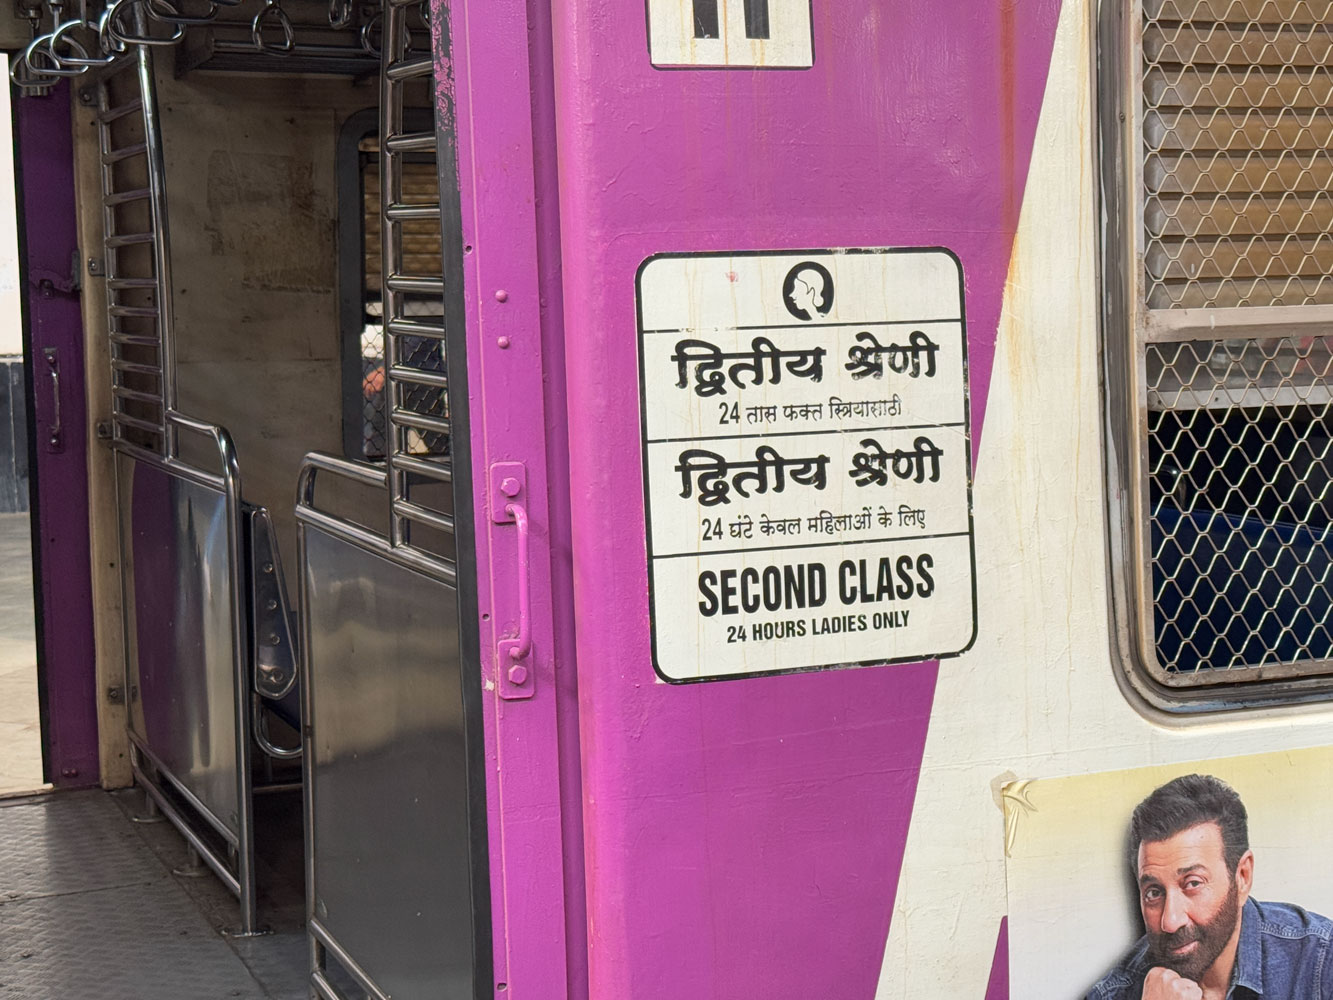 द्वितीय श्रेणी
24 तास फक्त स्त्रियासाठी
द्वितीय श्रेणी
24 घंटे केवल महिलाओं के लिए
SECOND CLASS
24 HOURS LADIES ONLY